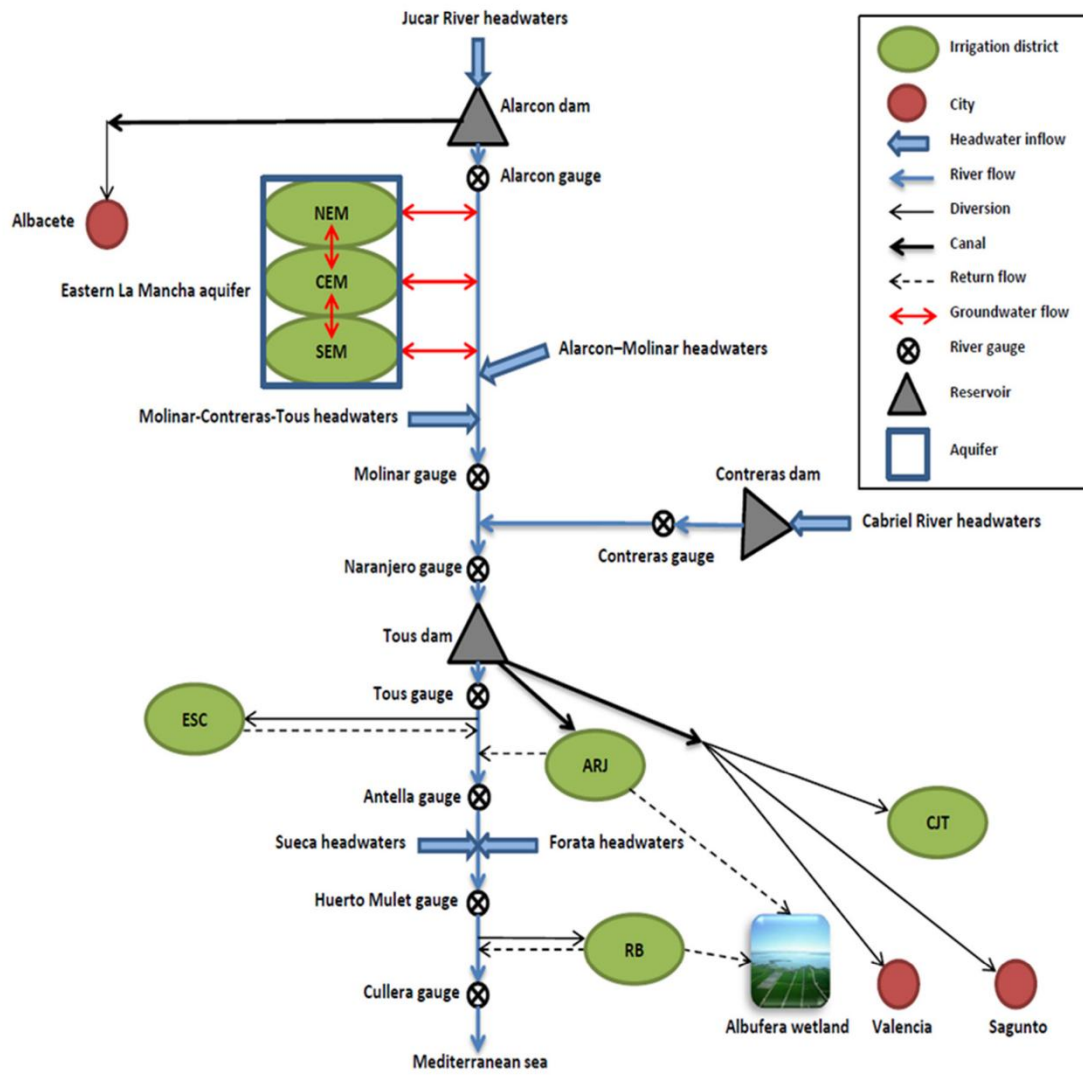 Jucar River headwaters
Alarcon dam
Alarcon gauge
Albacete
NEM
CEM
SEM
Eastern La Mancha aquifer
Alarcon–Molinar headwaters
Molinar-Contreras-Tous headwaters
Molinar gauge
Contreras dam
Cabriel River headwaters
Contreras gauge
Naranjero gauge
Tous dam
Tous gauge
ESC
ARJ
Antella gauge
CJT
Sueca headwaters
Forata headwaters
Huerto Mulet gauge
RB
Cullera gauge
Albufera wetland
Valencia
Sagunto
Mediterranean sea
Irrigation district
City
Headwater inflow
River flow
Diversion
Canal
Return flow
Groundwater flow
River gauge
Reservoir
Aquifer